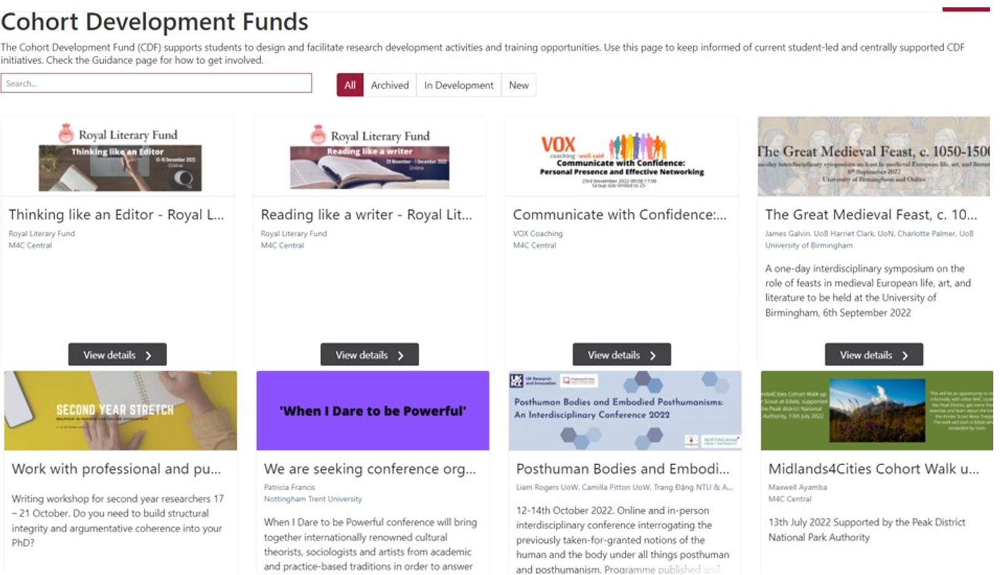 Cohort Development Funds
The Cohort Development Fund (CDF) supports students to design and facilitate research development activities and training opportunities. Use this page to keep informed of current student-led and centrally supported CDF
initiatives. Check the Guidance page for how to get involved.
Search...
All
Archived
In Development
New
Royal Literary Fund
Thinking like an Editor
13-15 December 2022
Online
Thinking like an Editor - Royal L...
Royal Literary Fund
M4C Central
View details
Royal Literary Fund
Reading like a writer
28 November - 1 December 2022
Online
Reading like a writer - Royal Lit...
Royal Literary Fund
M4C Central
View details
VOX
coaching well said
Communicate with Confidence:
Personal Presence and Effective Networking
23rd November 2022 09:00-17:00
Group size limited to 25
Communicate with Confidence:...
VOX Coaching
M4C Central
View details
The Great Medieval Feast, c. 1050-1500
one-day interdisciplinary symposium on feast in medieval European life, art, and
6th September 2022
University of Birmingham and Online
The Great Medieval Feast, c. 10...
James Galvin, UoB Harriet Clark, UoN, Charlotte Palmer, UoB
University of Birmingham
A one-day interdisciplinary symposium on the
role of feasts in medieval European life, art, and
literature to be held at the University of
Birmingham, 6th September 2022
View details
SECOND YEAR STRETCH
Work with professional and pu...
Writing workshop for second year researchers 17
– 21 October. Do you need to build structural
integrity and argumentative coherence into your
PhD?
'When I Dare to be Powerful'
We are seeking conference org...
Patricia Francis
Nottingham Trent University
When I Dare to be Powerful conference will bring
together internationally renowned cultural
theorists, sociologists and artists from academic
and practice-based traditions in order to answer
UK Research
and Innovation
Posthuman Bodies and Embodied Posthumanisms:
An Interdisciplinary Conference 2022
NOTTINGHAM
TRENT UNIVERSITY
Posthuman Bodies and Embodi...
Liam Rogers UoW, Camilla Pitton UoW, Trang Đặng NTU & A...
12-14th October 2022. Online and in-person
interdisciplinary conference interrogating the
previously taken-for-granted notions of the
human and the body under all things posthuman
and posthumanism. Programme published and
Cohort Walk up
Scout at Edale, supported
the Peak district National
Authority, 13th July 2022
This will be an opportunity to
informally with other M4C
the Peak District, get some
exercise and learn about the
the Kinder Scout Mass
The walk will start in Edale
accessible by train.
Midlands4Cities Cohort Walk u...
Maxwell Ayamba
M4C Central
13th July 2022 Supported by the Peak District
National Park Authority